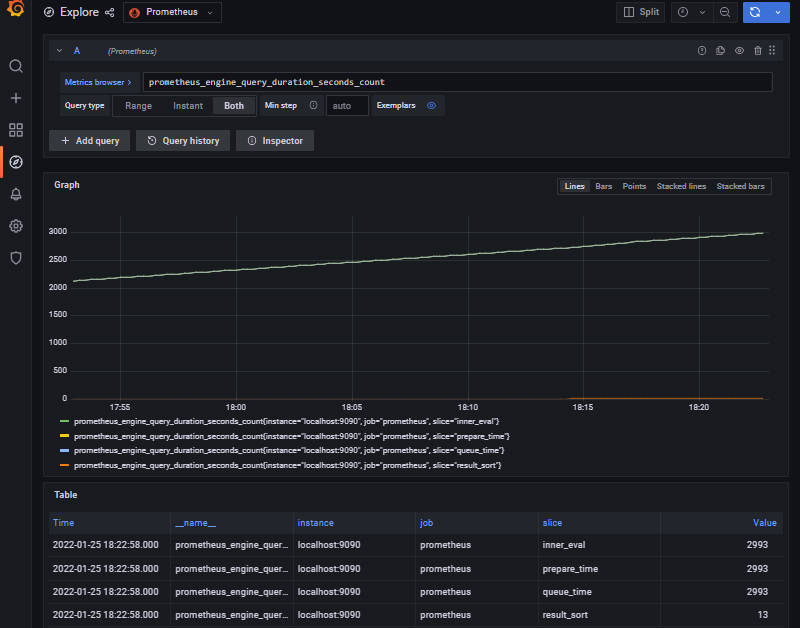 Explore Prometheus Split
A (Prometheus)
Metrics browser > prometheus_engine_query_duration_seconds_count
Query type Range Instant Both Min step auto Exemplars
+ Add query Query history Inspector
Graph Lines Bars Points Stacked lines Stacked bars
3000
2500
2000
1500
1000
500
0
17:55 18:00 18:05 18:10 18:15 18:20
prometheus_engine_query_duration_seconds_count{instance="localhost:9090", job="prometheus", slice="inner_eval"}
prometheus_engine_query_duration_seconds_count{instance="localhost:9090", job="prometheus", slice="prepare_time"}
prometheus_engine_query_duration_seconds_count{instance="localhost:9090", job="prometheus", slice="queue_time"}
prometheus_engine_query_duration_seconds_count{instance="localhost:9090", job="prometheus", slice="result_sort"}
Table
Time __name__ instance job slice Value
2022-01-25 18:22:58.000 prometheus_engine_quer... localhost:9090 prometheus inner_eval 2993
2022-01-25 18:22:58.000 prometheus_engine_quer... localhost:9090 prometheus prepare_time 2993
2022-01-25 18:22:58.000 prometheus_engine_quer... localhost:9090 prometheus queue_time 2993
2022-01-25 18:22:58.000 prometheus_engine_quer... localhost:9090 prometheus result_sort 13